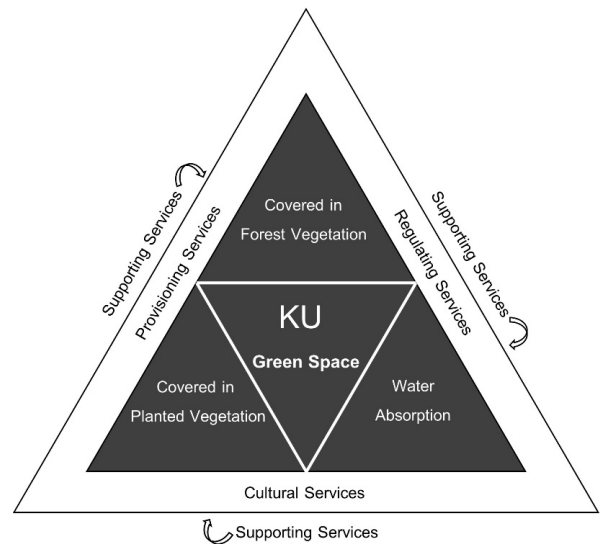 Covered in
Forest Vegetation
Supporting Services
Provisioning Services
Regulating Services
Supporting Services
KU
Green Space
Covered in
Planted Vegetation
Water
Absorption
Cultural Services
Supporting Services